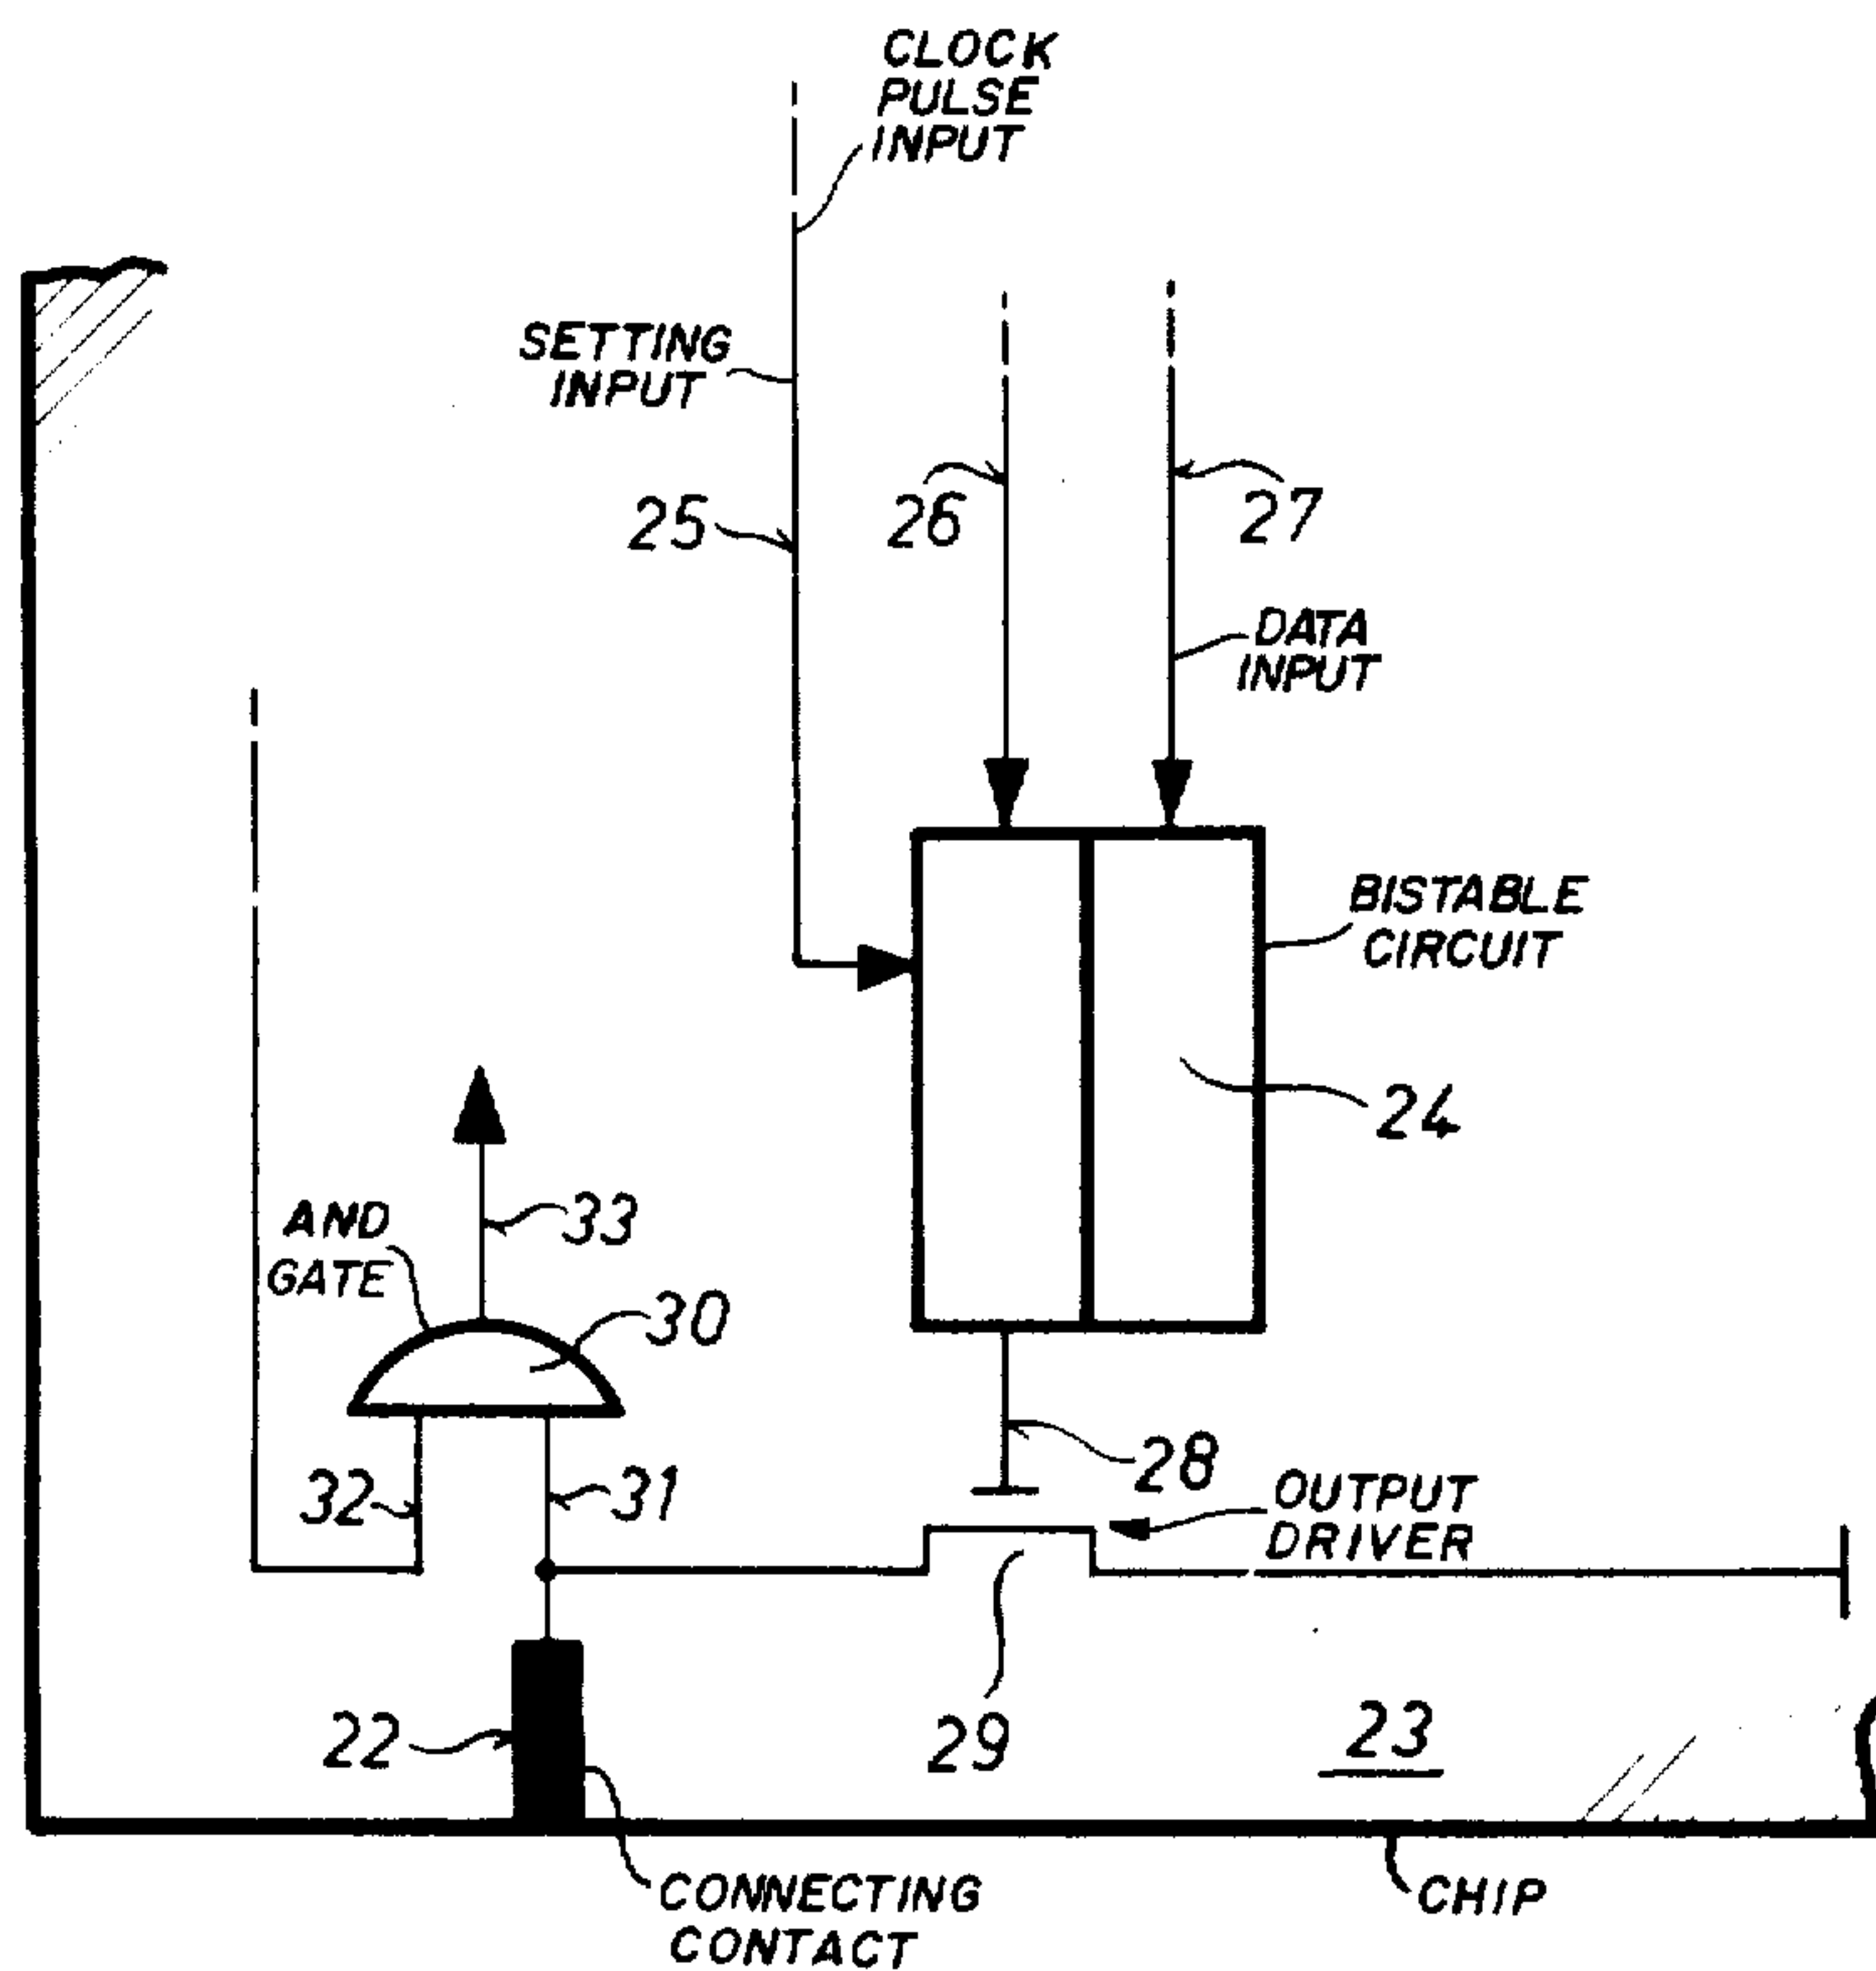 CLOCK
PULSE
INPUT
SETTING
INPUT
25
26
27
DATA
INPUT
BISTABLE
CIRCUIT
24
AND
GATE
33
30
32
31
28
OUTPUT
DRIVER
22
29
23
CONNECTING
CONTACT
CHIP